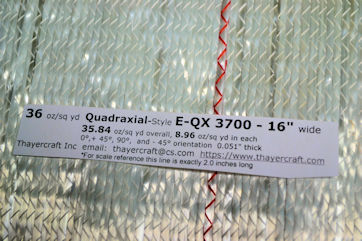 36 oz/sq yd Quadraxial-Style E-QX 3700 - 16" wide
35.84 oz/sq yd overall, 8.96 oz/sq yd in each
0°,+ 45°, 90°, and - 45° orientation 0.051" thick
Thayercraft Inc email: thayercraft@cs.com https://www.thayercraft.com
*For scale reference this line is exactly 2.0 inches long